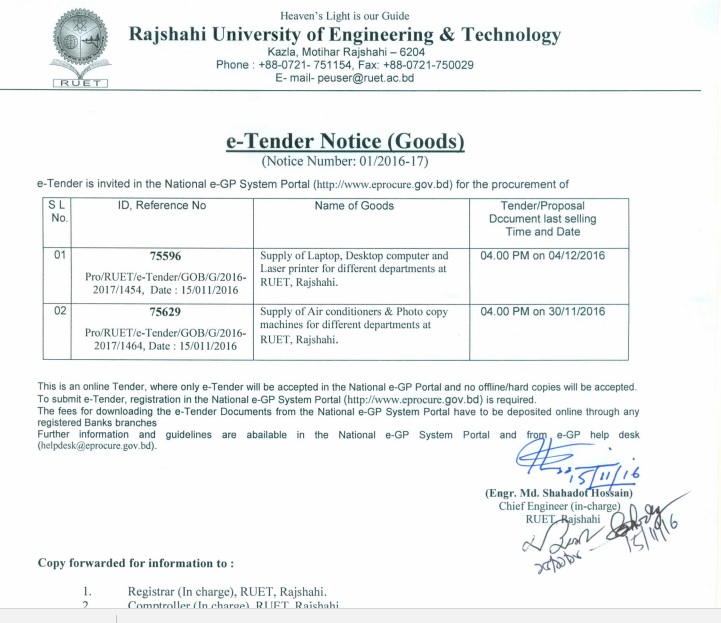 Heaven's Light is our Guide
Rajshahi University of Engineering & Technology
Kazla, Motihar Rajshahi – 6204
Phone : +88-0721- 751154, Fax: +88-0721-750029
E- mail- peuser@ruet.ac.bd
RUET
e-Tender Notice (Goods)
(Notice Number: 01/2016-17)
e-Tender is invited in the National e-GP System Portal (http://www.eprocure.gov.bd) for the procurement of
S L No. ID, Reference No Name of Goods Tender/Proposal
Document last selling
Time and Date
01 75596 Supply of Laptop, Desktop computer and 04.00 PM on 04/12/2016
Pro/RUET/e-Tender/GOB/G/2016- Laser printer for different departments at
2017/1454, Date : 15/011/2016 RUET, Rajshahi.
02 75629 Supply of Air conditioners & Photo copy 04.00 PM on 30/11/2016
Pro/RUET/e-Tender/GOB/G/2016- machines for different departments at
2017/1464, Date : 15/011/2016 RUET, Rajshahi.
This is an online Tender, where only e-Tender will be accepted in the National e-GP Portal and no offline/hard copies will be accepted.
To submit e-Tender, registration in the National e-GP System Portal (http://www.eprocure.gov.bd) is required.
The fees for downloading the e-Tender Documents from the National e-GP System Portal have to be deposited online through any
registered Banks branches
Further information and guidelines are abailable in the National e-GP System Portal and from e-GP help desk
(helpdesk@eprocure.gov.bd).
15/11/16
(Engr. Md. Shahadot Hossain)
Chief Engineer (in-charge)
RUET, Rajshahi
15/11/16
Copy forwarded for information to :
1. Registrar (In charge), RUET, Rajshahi.
2 Comptroller (In charge), RUET, Rajshahi